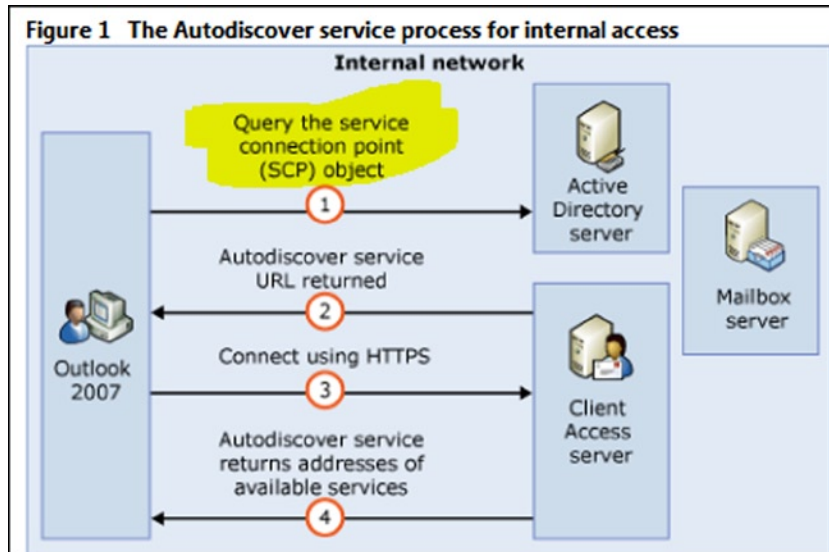 Figure 1 The Autodiscover service process for internal access
Internal network
Query the service
connection point
(SCP) object
1
Active
Directory
server
Autodiscover service
URL returned
2
Mailbox
server
Outlook
2007
Connect using HTTPS
3
Client
Access
server
Autodiscover service
returns addresses of
available services
4